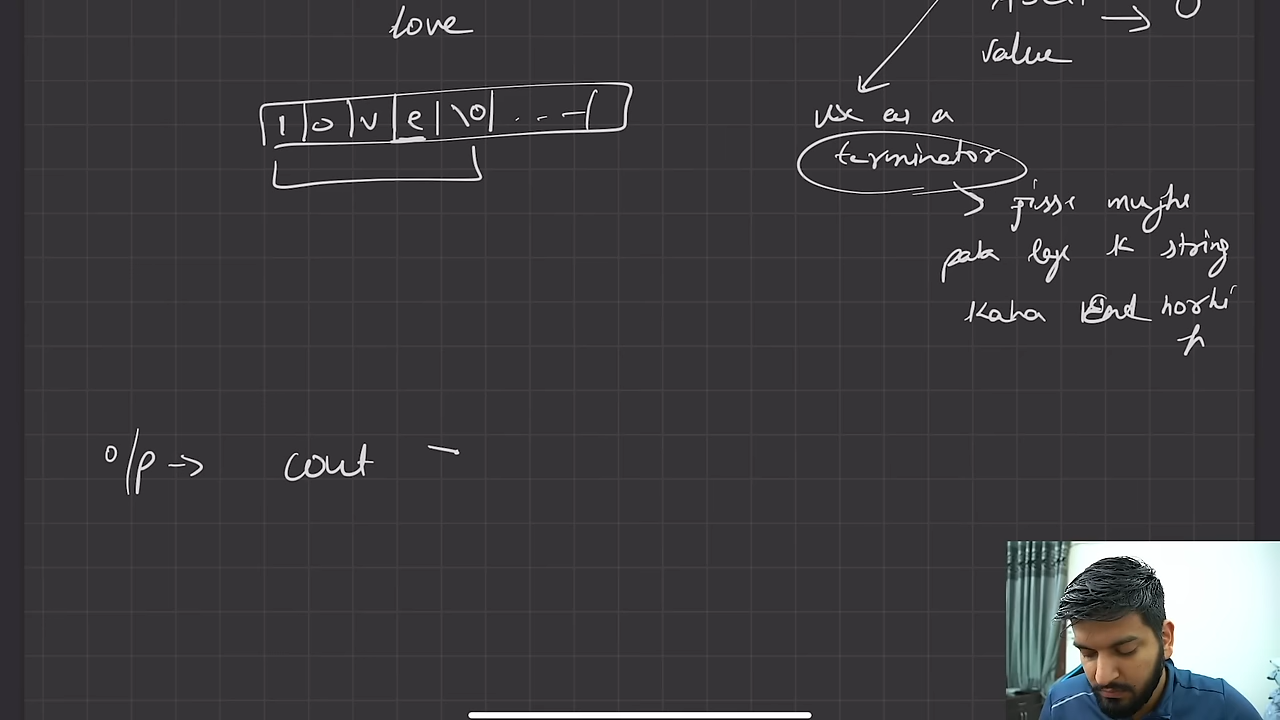 love
ASCII → 0
value
l o v e \0 . . . -
use as a
terminator
> jisse mujhe
pata lage k string
kaha End horhi
h
o/p → cout -